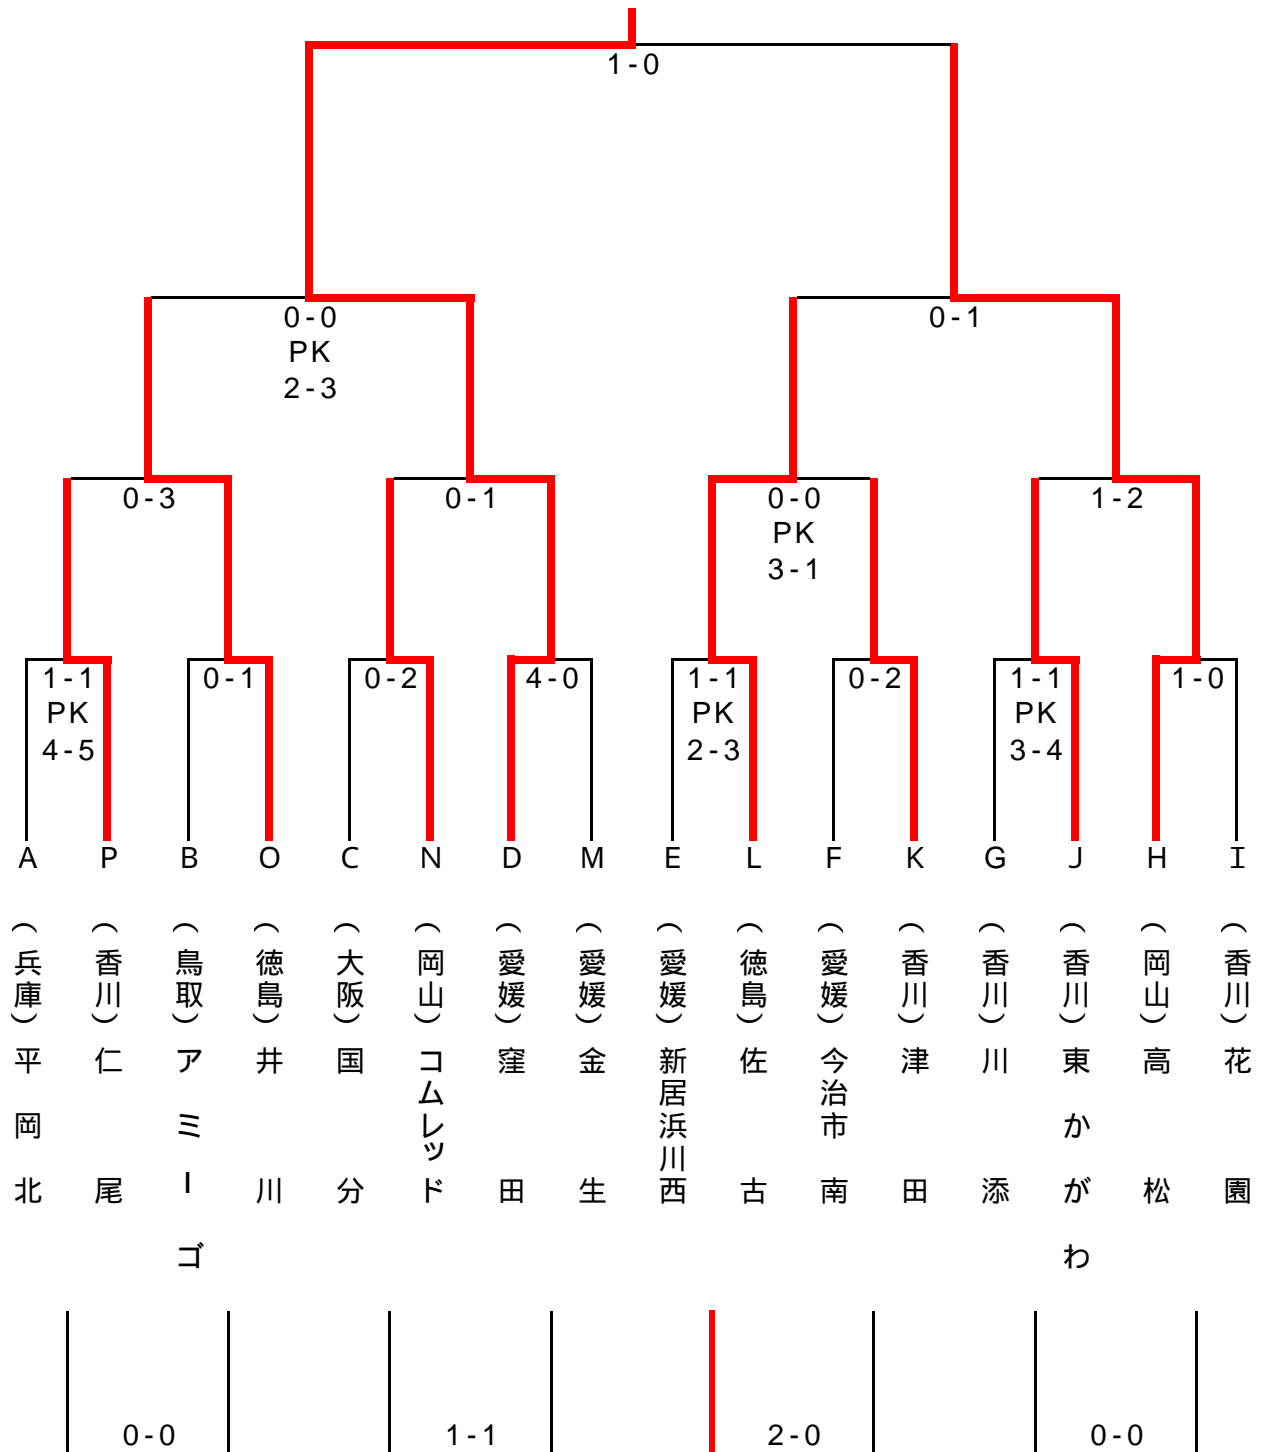 1-0
0-0
PK
2-3
0-1
0-3
0-1
0-0
PK
3-1
1-2
1-1
PK
4-5
0-1
0-2
4-0
1-1
PK
2-3
0-2
1-1
PK
3-4
1-0
A P B O C N D M E L F K G J H I
(兵庫)平岡北
(香川)仁尾
(鳥取)アミーゴ
(徳島)井川
(大阪)国分
(岡山)コムレッド
(愛媛)窪田
(愛媛)金生
(愛媛)新居浜川西
(徳島)佐古
(愛媛)今治市南
(香川)津田
(香川)川添
(香川)東かがわ
(岡山)高松
(香川)花園
0-0
1-1
2-0
0-0